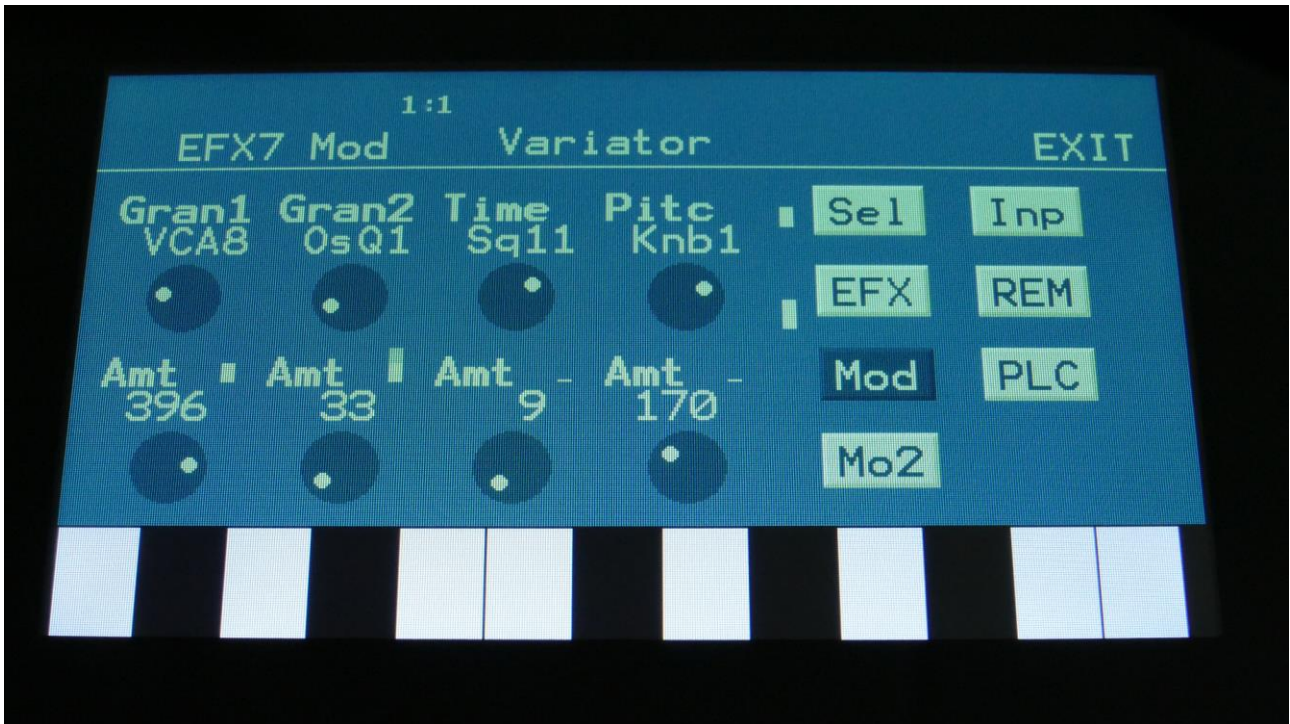 1:1
EFX7 Mod Variator EXIT
Gran1 Gran2 Time Pitc Sel Inp
VCA8 OsQ1 Sq11 Knb1
EFX REM
Amt Amt Amt Amt Mod PLC
396 33 9 170
Mo2